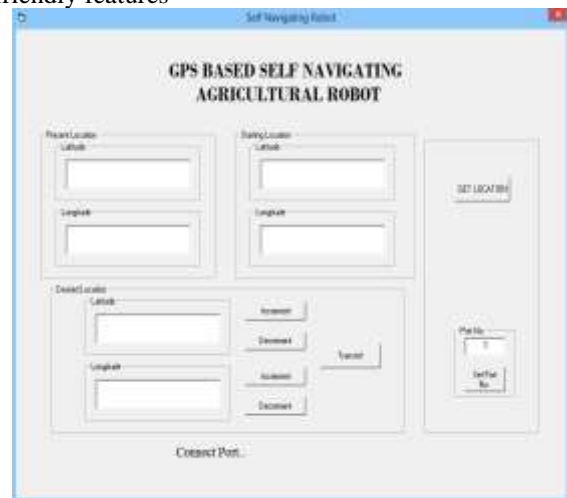 friendly features
Self Navigating Robot
GPS BASED SELF NAVIGATING
AGRICULTURAL ROBOT
Present Location
Latitude
Longitude
Starting Location
Latitude
Longitude
GET LOCATION
Desired Location
Latitude
Increment
Decrement
Longitude
Increment
Decrement
Transmit
Port No
Set Port
No.
Connect Port..